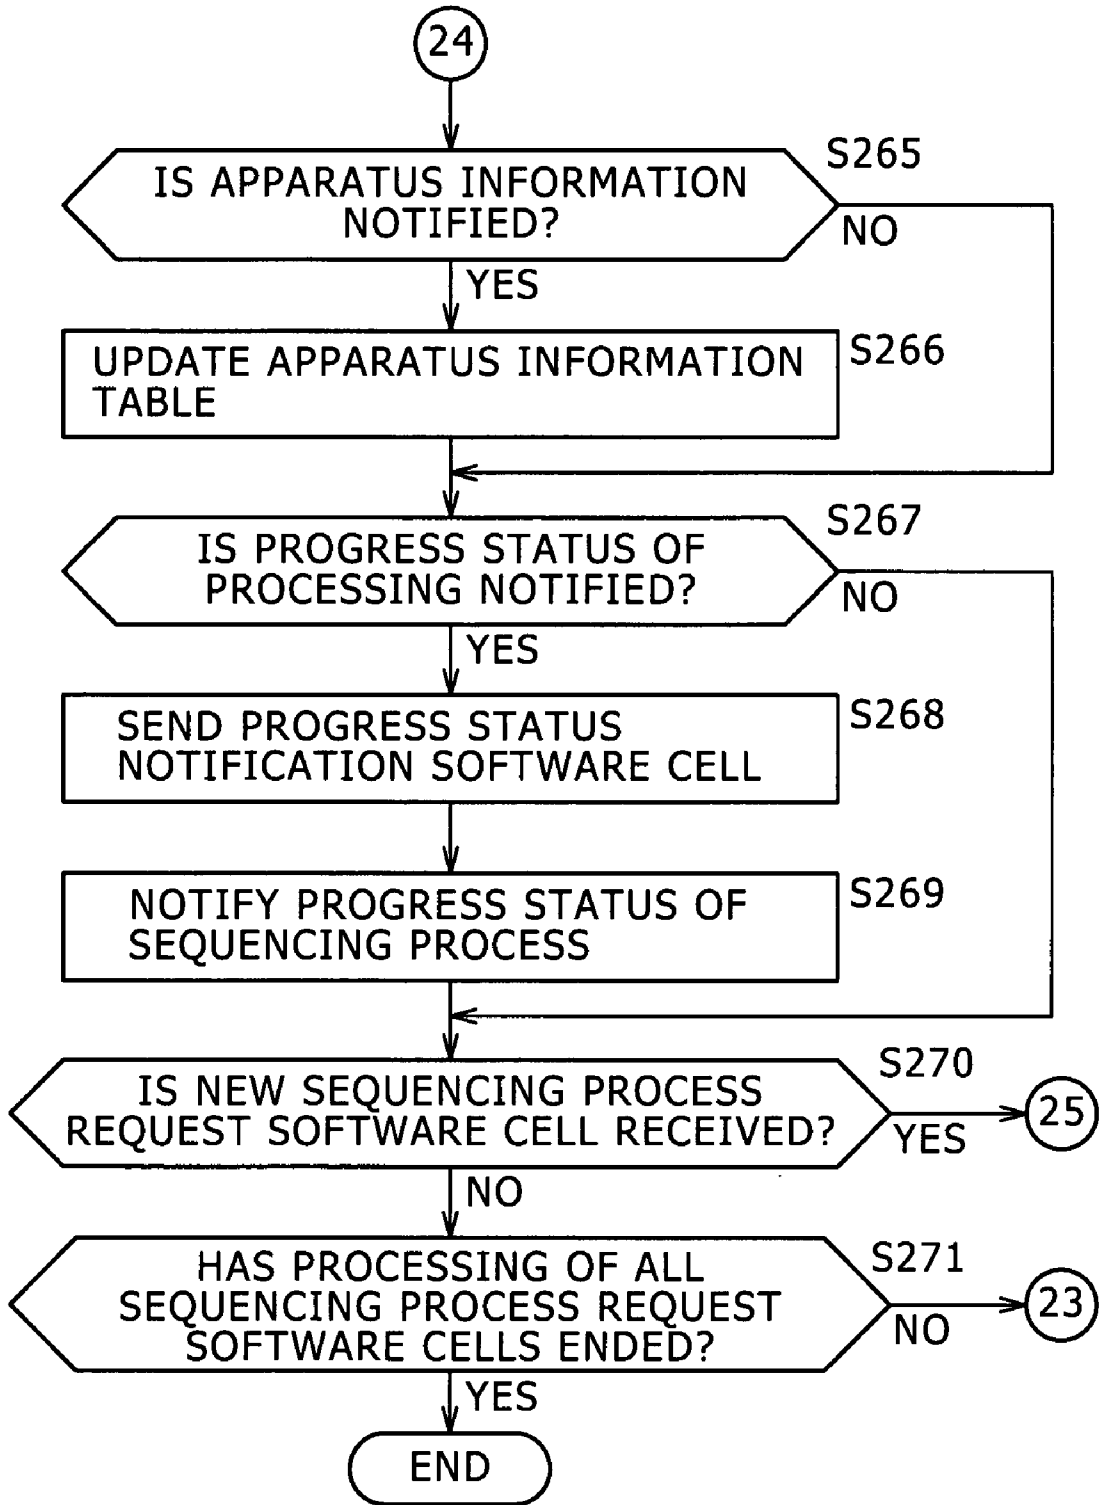 24
S265
IS APPARATUS INFORMATION
NOTIFIED?
NO
YES
UPDATE APPARATUS INFORMATION
TABLE
S266
S267
IS PROGRESS STATUS OF
PROCESSING NOTIFIED?
NO
YES
SEND PROGRESS STATUS
NOTIFICATION SOFTWARE CELL
S268
NOTIFY PROGRESS STATUS OF
SEQUENCING PROCESS
S269
S270
IS NEW SEQUENCING PROCESS
REQUEST SOFTWARE CELL RECEIVED?
25
YES
NO
S271
HAS PROCESSING OF ALL
SEQUENCING PROCESS REQUEST
SOFTWARE CELLS ENDED?
23
NO
YES
END